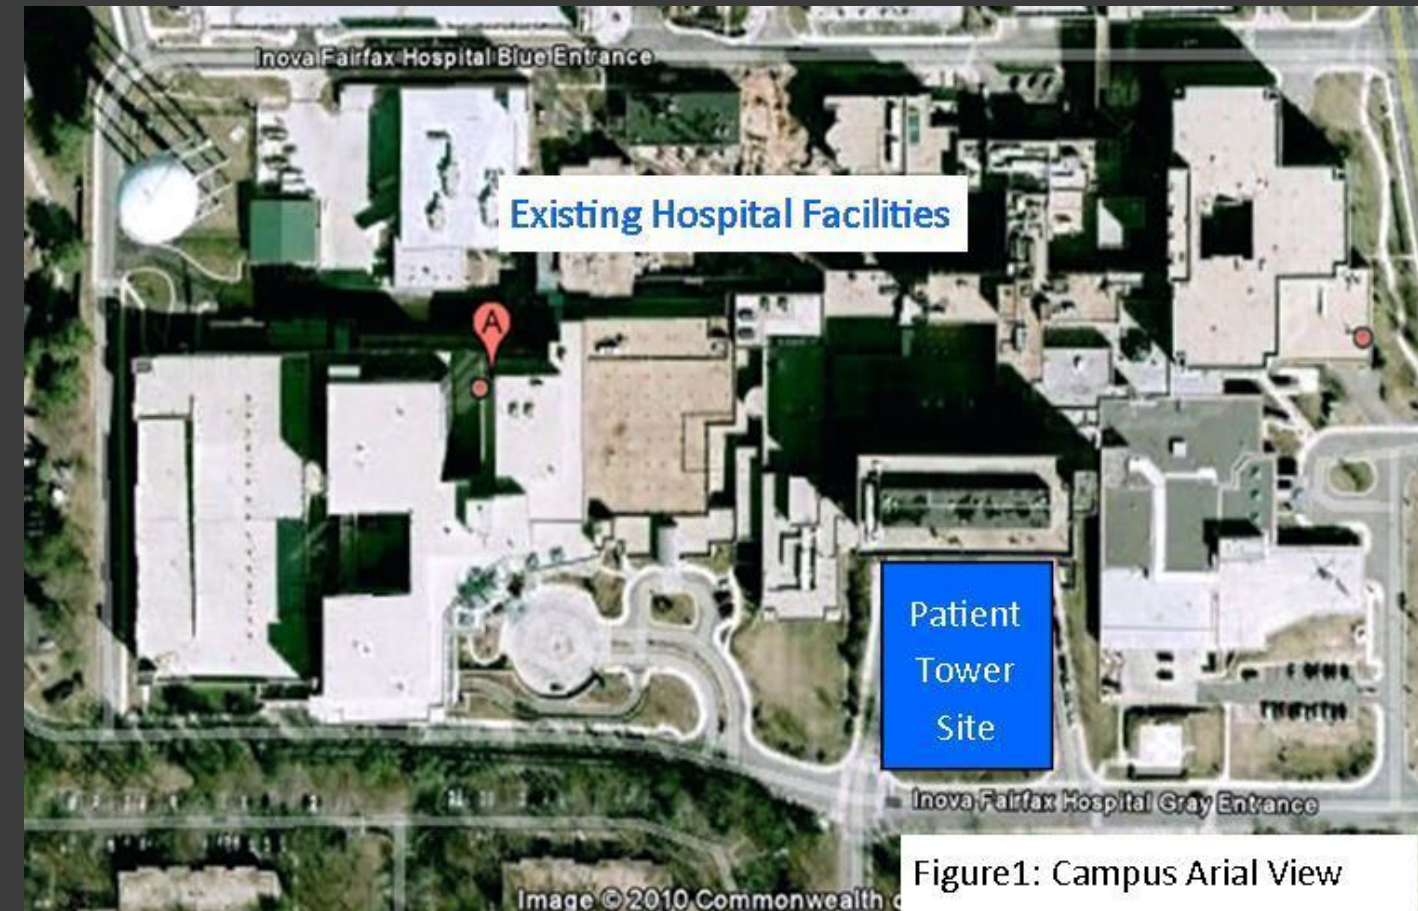 Inova Fairfax Hospital Blue Entrance
Existing Hospital Facilities
A
Patient
Tower
Site
Inova Fairfax Hospital Gray Entrance
Figure1: Campus Arial View
Image © 2010 Commonwealth